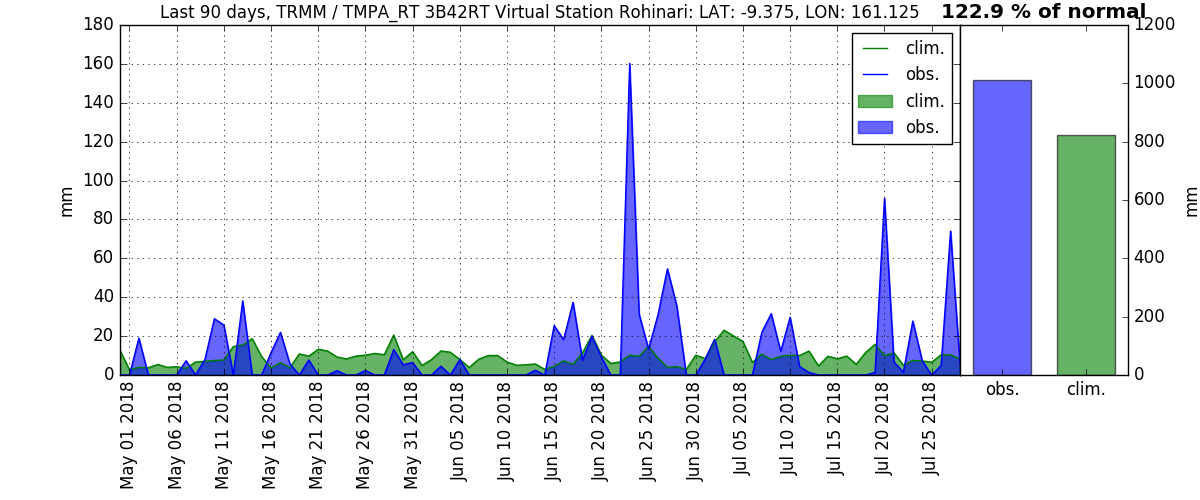 Last 90 days, TRMM / TMPA_RT 3B42RT Virtual Station Rohinari: LAT: -9.375, LON: 161.125
122.9 % of normal
180
160
140
120
100
80
60
40
20
0
mm
clim.
obs.
clim.
obs.
May 01 2018
May 06 2018
May 11 2018
May 16 2018
May 21 2018
May 26 2018
May 31 2018
Jun 05 2018
Jun 10 2018
Jun 15 2018
Jun 20 2018
Jun 25 2018
Jun 30 2018
Jul 05 2018
Jul 10 2018
Jul 15 2018
Jul 20 2018
Jul 25 2018
1200
1000
800
600
400
200
0
mm
obs.
clim.